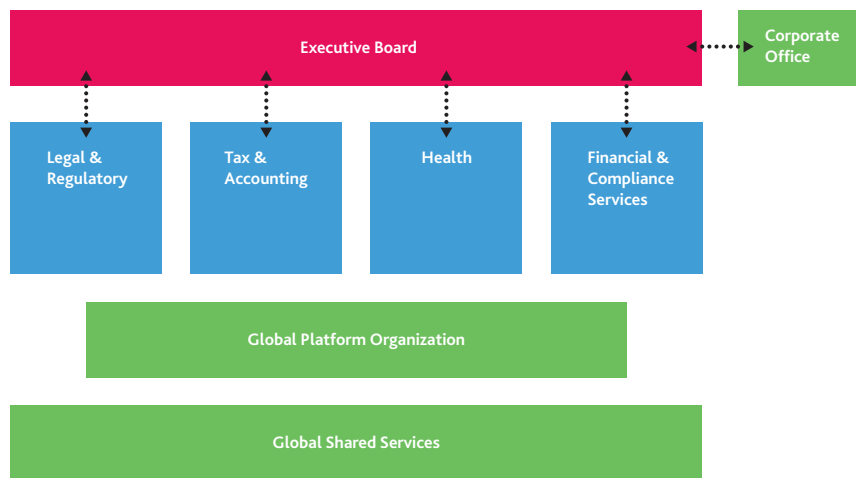 Executive Board
Corporate
Office
Legal &
Regulatory
Tax &
Accounting
Health
Financial &
Compliance
Services
Global Platform Organization
Global Shared Services